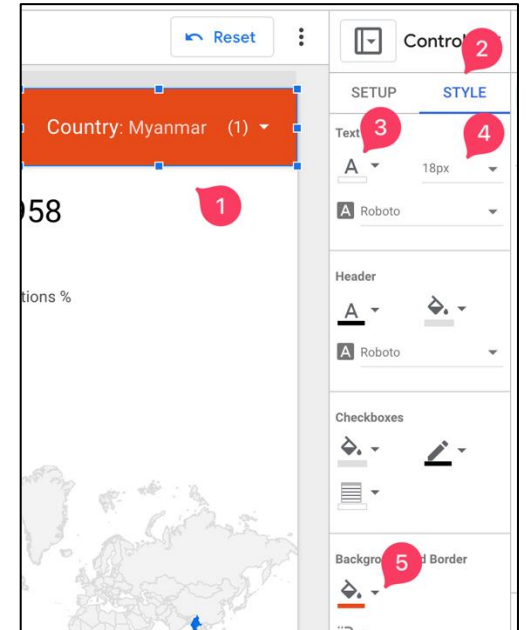 Reset
Contro
2
SETUP STYLE
Country: Myanmar (1)
Text 3 4
A 18px
958
1
A Roboto
tions %
Header
A
A Roboto
Checkboxes
Backgro 5 d Border